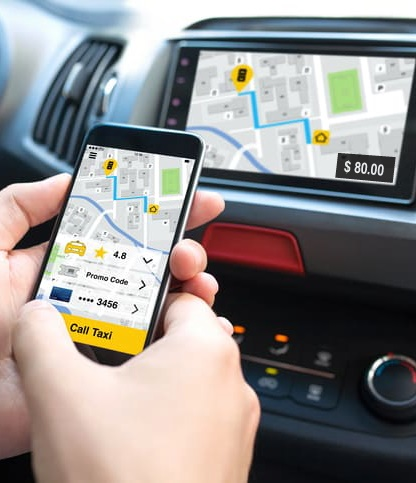 $ 80.00
4.8
Promo Code
•••• 3456
Call Taxi